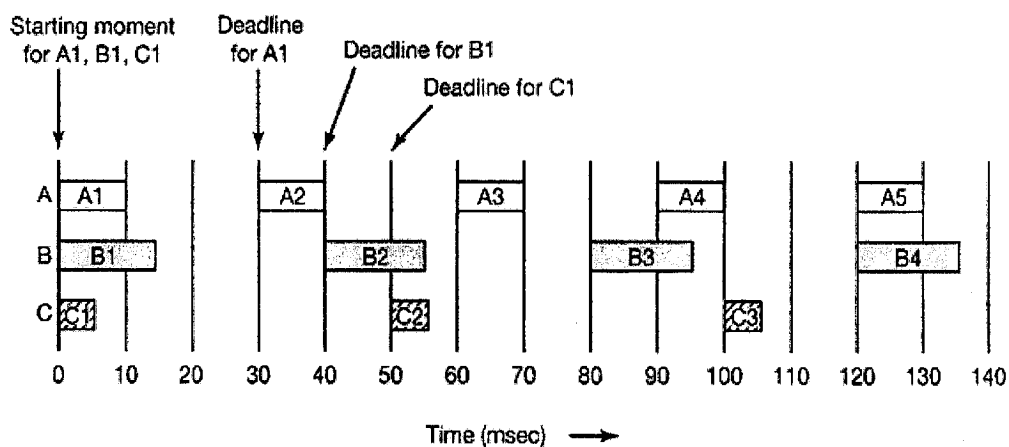 Starting moment
for A1, B1, C1
Deadline
for A1
Deadline for B1
Deadline for C1
A A1 A2 A3 A4 A5
B B1 B2 B3 B4
C C1 C2 C3
0 10 20 30 40 50 60 70 80 90 100 110 120 130 140
Time (msec)